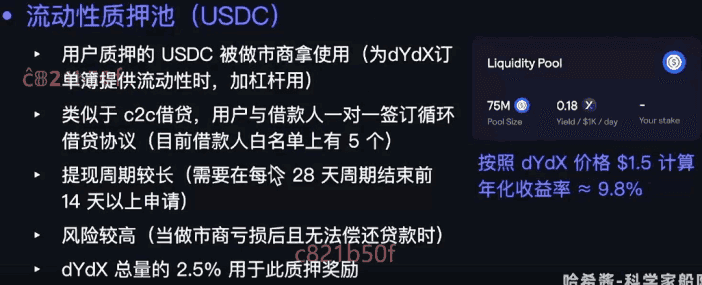 流动性质押池（USDC）
用户质押的 USDC 被做市商拿使用（为dYdX订
单簿提供流动性时，加杠杆用）
类似于 c2c借贷，用户与借款人一对一签订循环
借贷协议（目前借款人白名单上有 5 个）
提现周期较长（需要在每个 28 天周期结束前
14 天以上申请）
风险较高（当做市商亏损后且无法偿还贷款时）
c821b50f
dYdX 总量的 2.5% 用于此质押奖励
Liquidity Pool
75M 0.18 -
Pool Size Yield / $1K / day Your stake
按照 dYdX 价格 $1.5 计算
年化收益率 ≈ 9.8%
哈希酱-科学家船